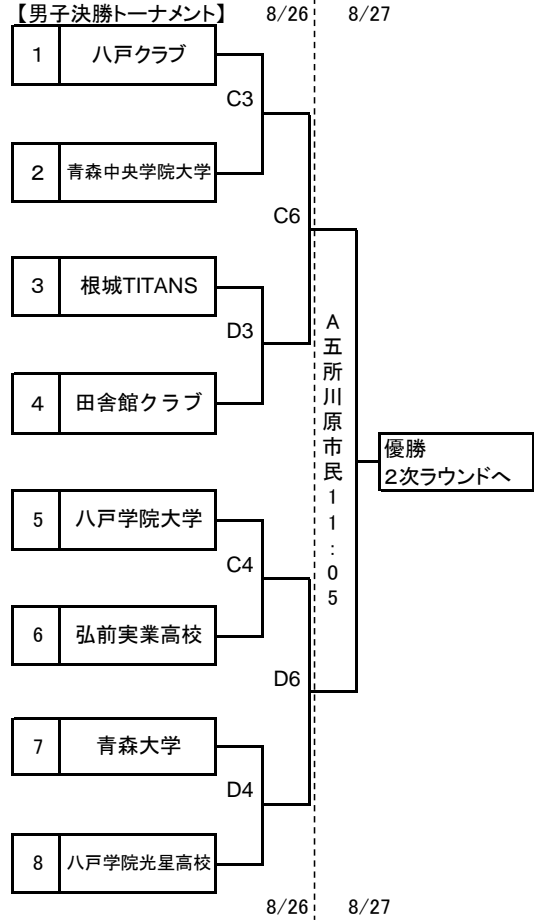 【男子決勝トーナメント】 8/26 8/27
1 八戸クラブ
C3
2 青森中央学院大学
C6
3 根城TITANS
D3
4 田舎館クラブ
A五所川原市民11:05
優勝
2次ラウンドへ
5 八戸学院大学
C4
6 弘前実業高校
D6
7 青森大学
D4
8 八戸学院光星高校
8/26 8/27